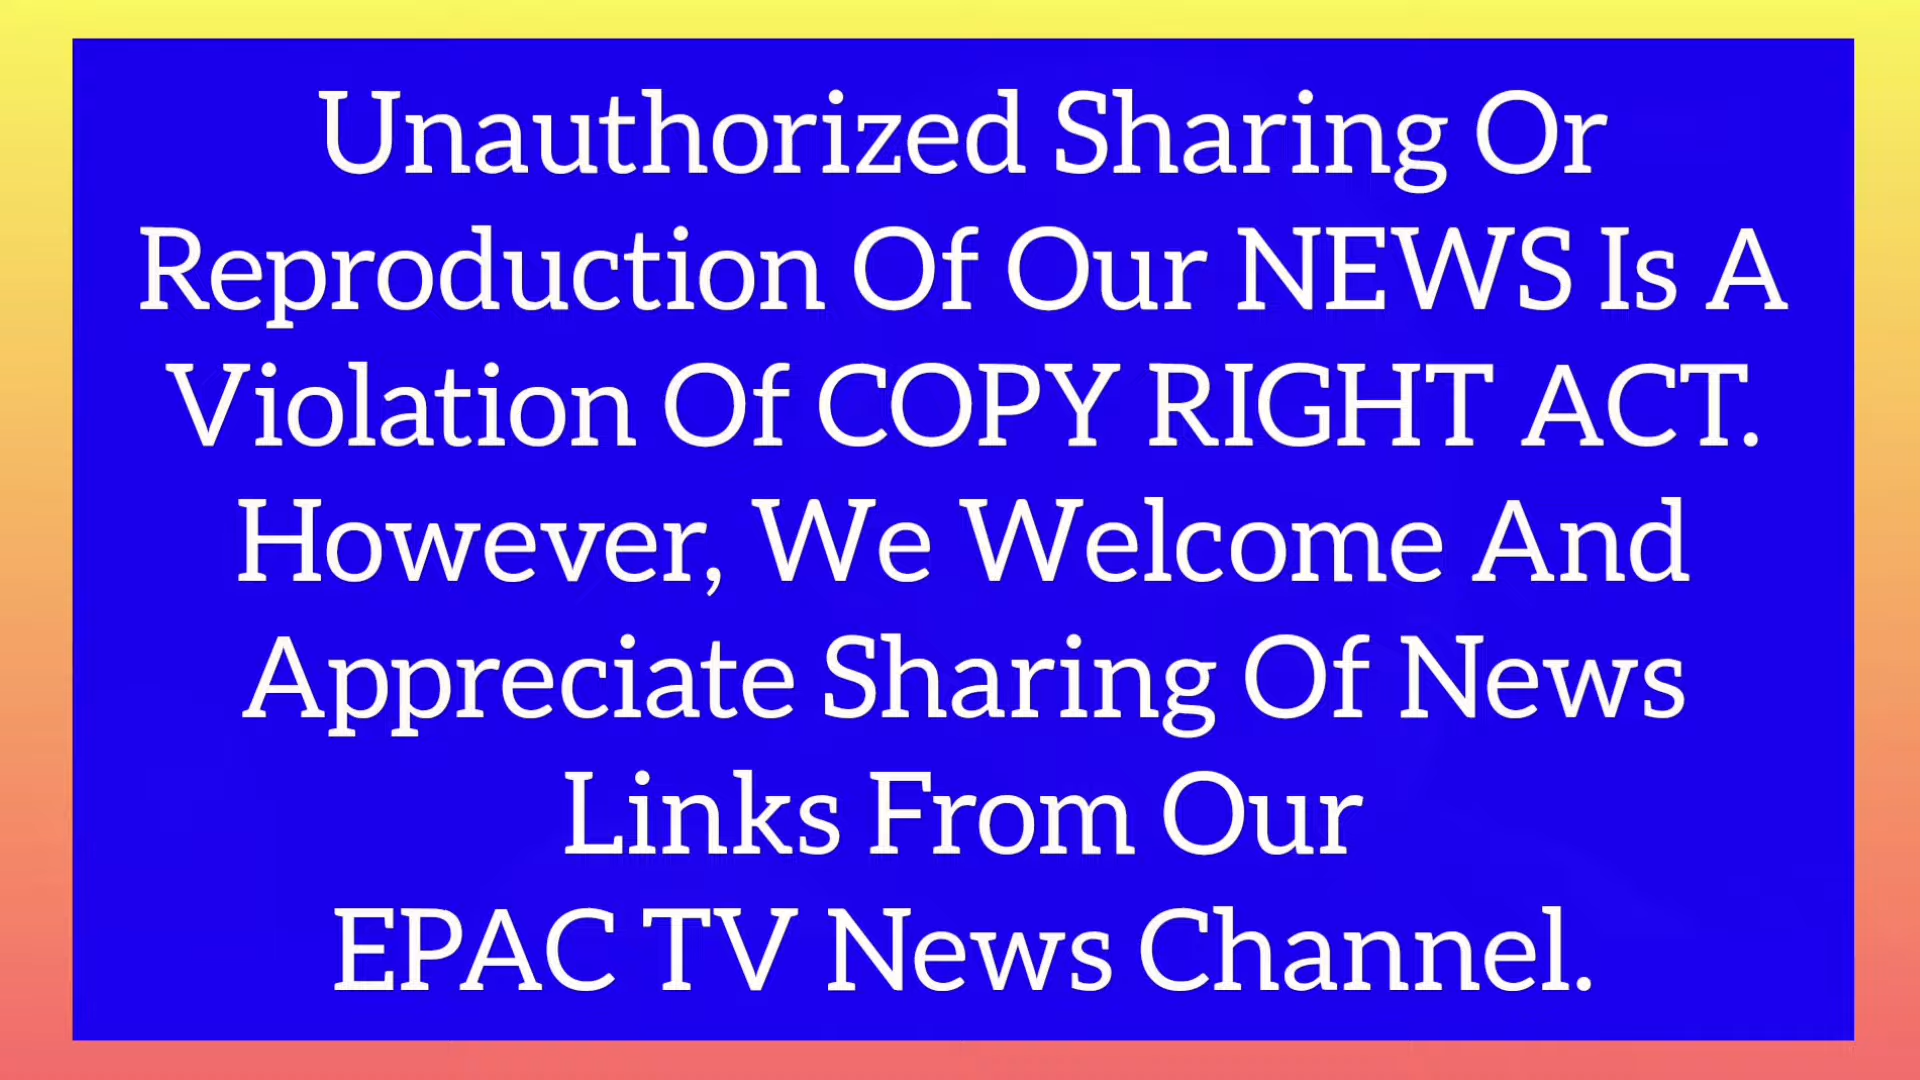 Unauthorized Sharing Or
Reproduction Of Our NEWS Is A
Violation Of COPY RIGHT ACT.
However, We Welcome And
Appreciate Sharing Of News
Links From Our
EPAC TV News Channel.